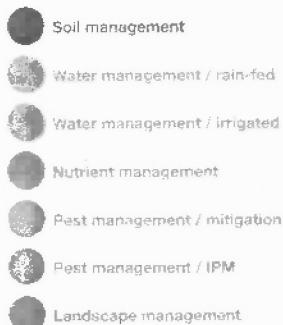 Soil management
Water management / rain-fed
Water management / irrigated
Nutrient management
Pest management / mitigation
Pest management / IPM
Landscape management